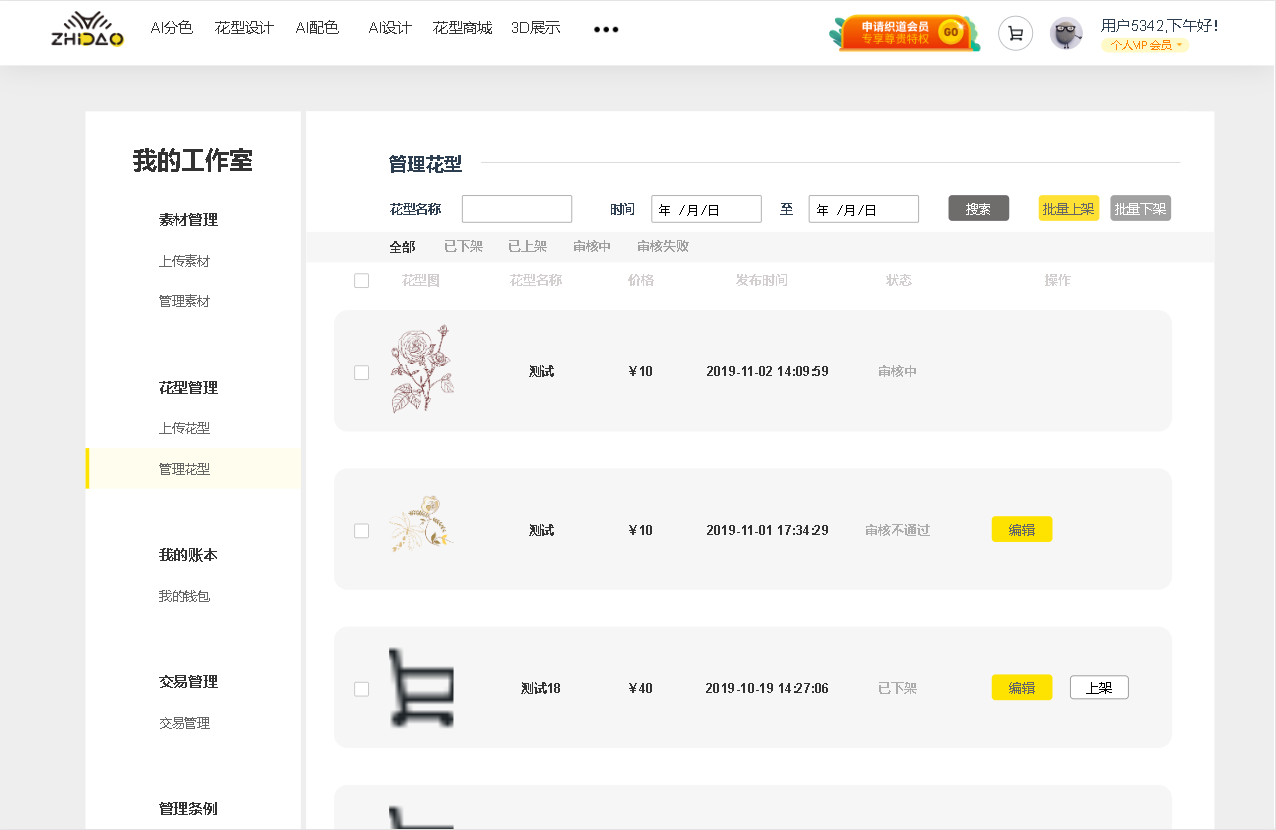 ZHIDAO AI分色 花型设计 AI配色 AI设计 花型商城 3D展示 •••
申请织道会员
专享尊贵特权 GO
用户5342,下午好!
个人VIP会员
我的工作室
素材管理
上传素材
管理素材
花型管理
上传花型
管理花型
我的账本
我的钱包
交易管理
交易管理
管理条例
管理花型
花型名称 时间 年 /月/日 至 年 /月/日 搜索 批量上架 批量下架
全部 已下架 已上架 审核中 审核失败
花型图 花型名称 价格 发布时间 状态 操作
测试 ¥10 2019-11-02 14:09:59 审核中
测试 ¥10 2019-11-01 17:34:29 审核不通过 编辑
测试18 ¥40 2019-10-19 14:27:06 已下架 编辑 上架